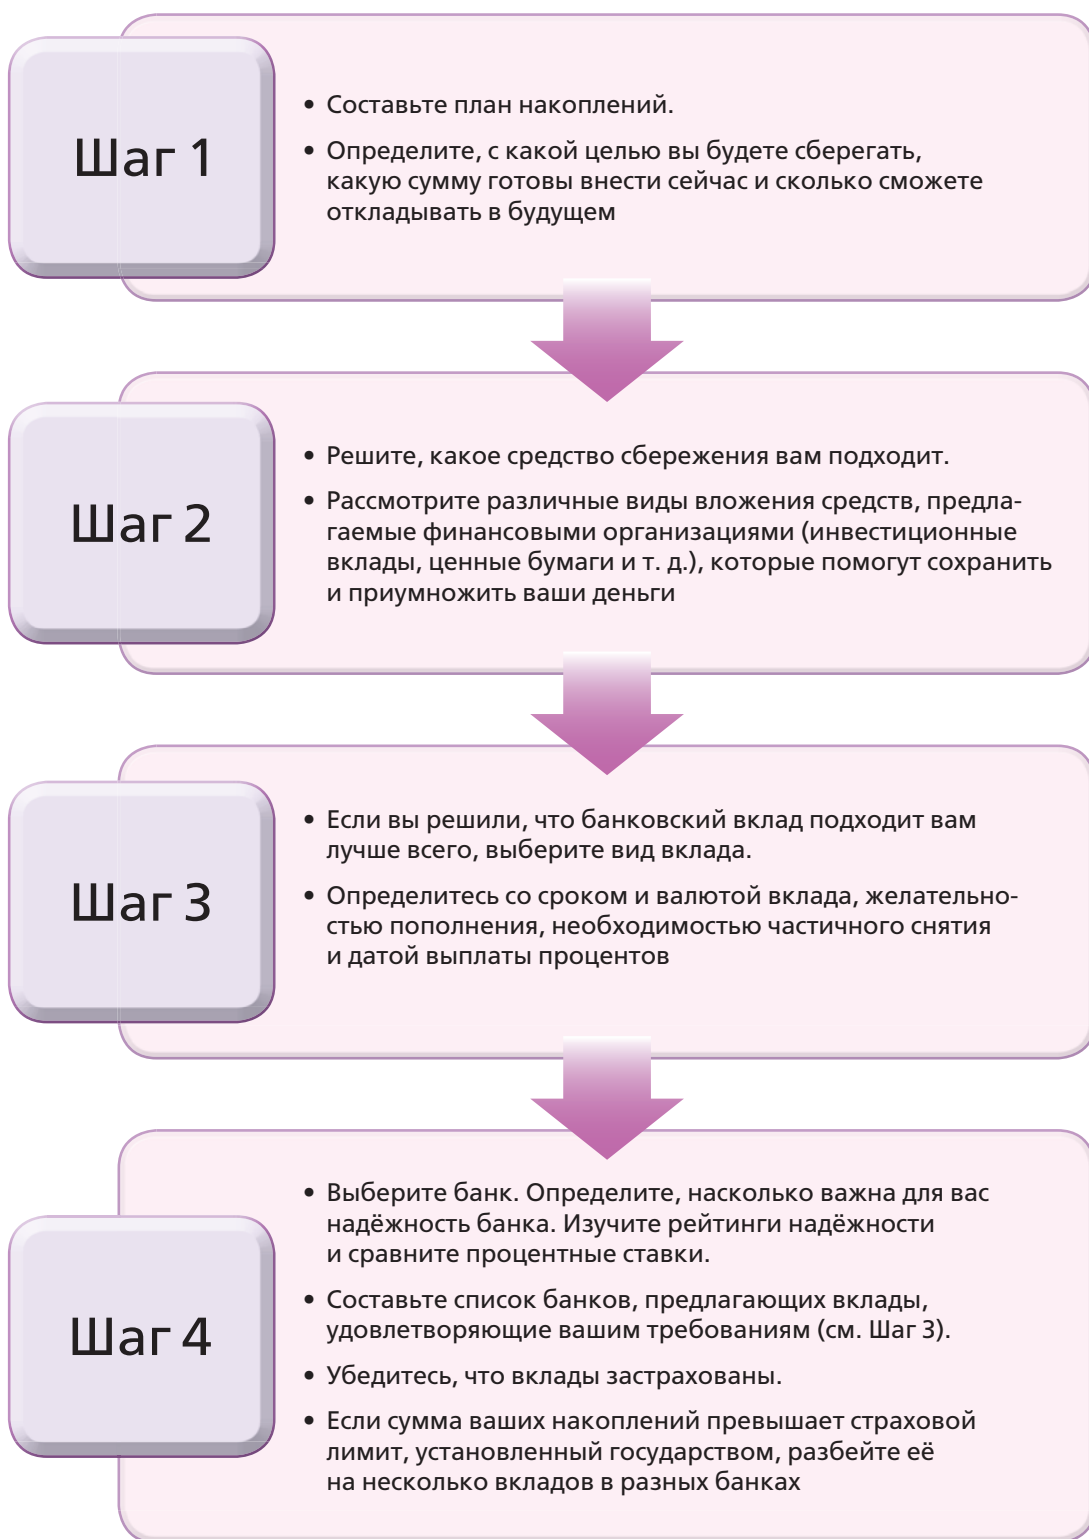 Шаг 1
• Составьте план накоплений.
• Определите, с какой целью вы будете сберегать,
какую сумму готовы внести сейчас и сколько сможете
откладывать в будущем
Шаг 2
• Решите, какое средство сбережения вам подходит.
• Рассмотрите различные виды вложения средств, предла-
гаемые финансовыми организациями (инвестиционные
вклады, ценные бумаги и т. д.), которые помогут сохранить
и приумножить ваши деньги
Шаг 3
• Если вы решили, что банковский вклад подходит вам
лучше всего, выберите вид вклада.
• Определитесь со сроком и валютой вклада, желательно-
стью пополнения, необходимостью частичного снятия
и датой выплаты процентов
Шаг 4
• Выберите банк. Определите, насколько важна для вас
надёжность банка. Изучите рейтинги надёжности
и сравните процентные ставки.
• Составьте список банков, предлагающих вклады,
удовлетворяющие вашим требованиям (см. Шаг 3).
• Убедитесь, что вклады застрахованы.
• Если сумма ваших накоплений превышает страховой
лимит, установленный государством, разбейте её
на несколько вкладов в разных банках